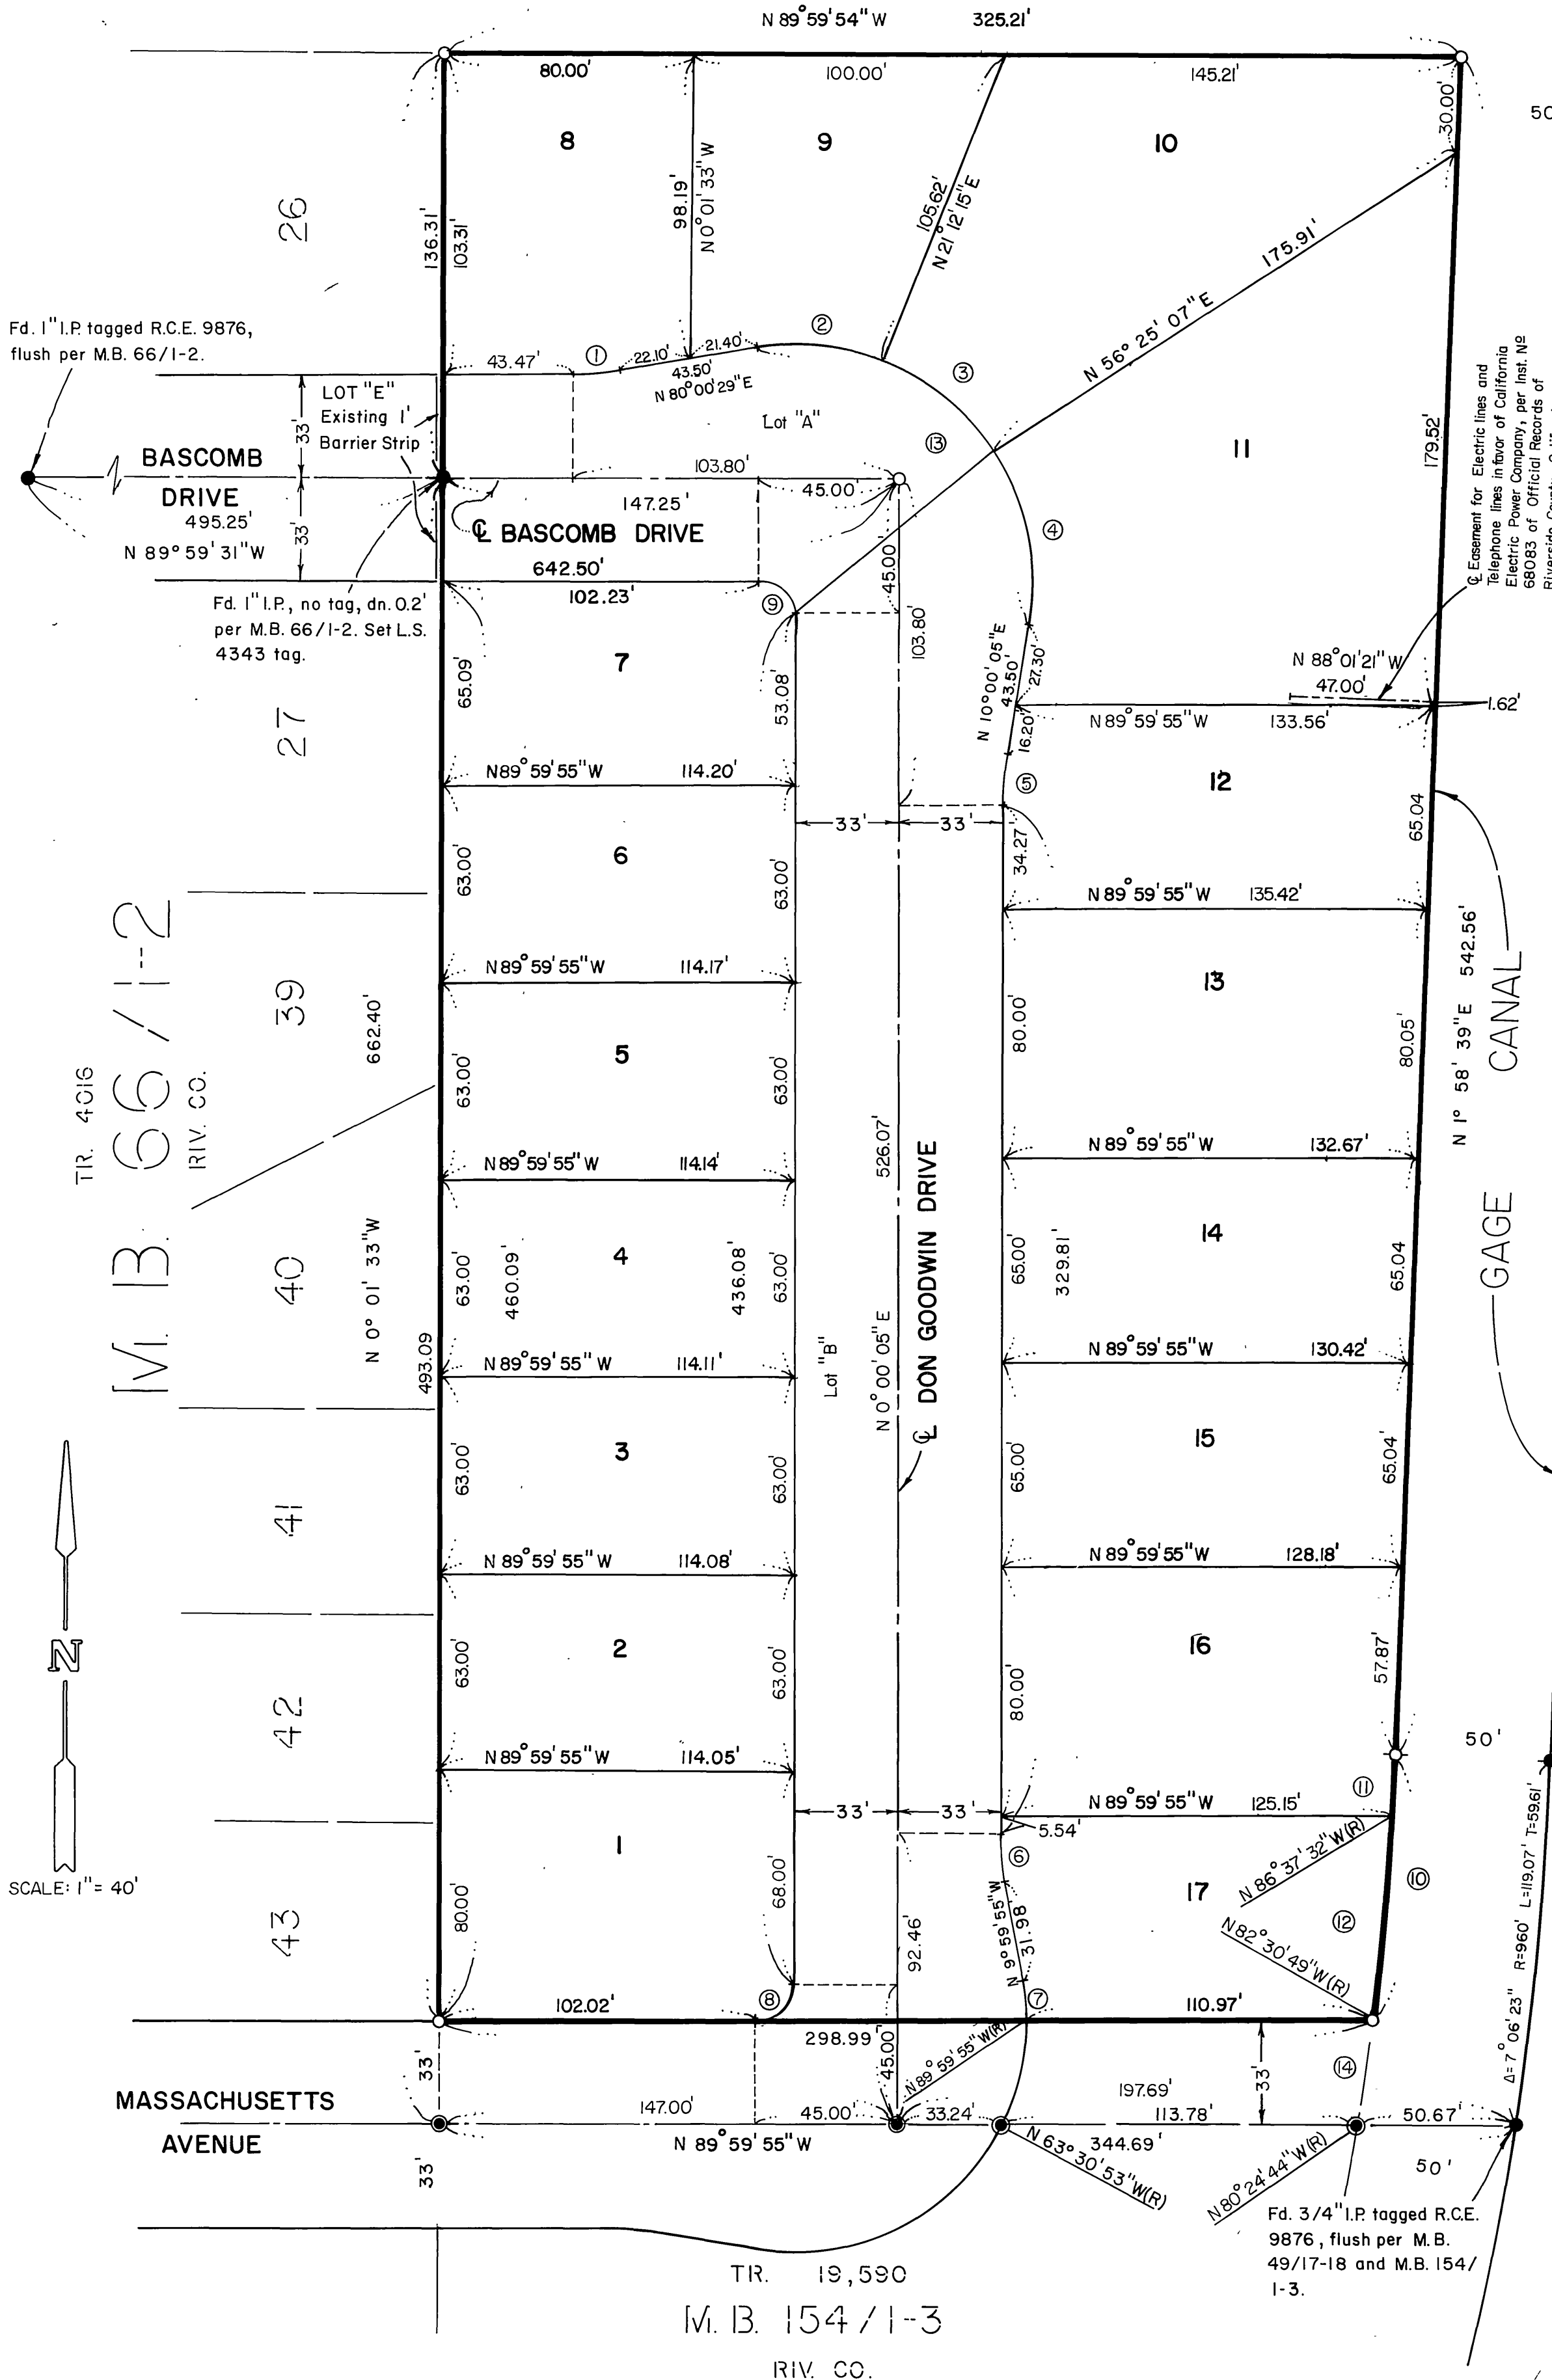 N 89°59'54" W 325.21'
80.00'
100.00'
145.21'
30.00'
50
8
9
10
26
136.31'
103.31'
98.19'
N 0°01'33" W
105.62'
N 21°12'15" E
175.91'
N 56°25'07" E
Fd. 1" I.P. tagged R.C.E. 9876,
flush per M.B. 66/1-2.
43.47'
①
22.10'
21.40'
43.50'
N 80°00'29" E
②
③
⑬
④
Lot "A"
LOT "E"
Existing 1'
Barrier Strip
33'
33'
BASCOMB
DRIVE
495.25'
N 89°59'31" W
103.80'
45.00'
147.25'
℄ BASCOMB DRIVE
642.50'
102.23'
⑨
45.00'
103.80'
Fd. 1" I.P., no tag, dn. 0.2'
per M.B. 66/1-2. Set L.S.
4343 tag.
11
179.52'
℄ Easement for Electric lines and
Telephone lines in favor of California
Electric Power Company, per Inst. Nº
68083 of Official Records of
Riverside County,
N 88°01'21" W
47.00'
1.62'
N 10°00'05" E
43.50'
27.30'
16.20'
N 89°59'55" W 133.56'
27
65.09'
7
53.08'
N 89°59'55" W 114.20'
⑤
12
65.04
33' 33'
34.27
63.00'
6
63.00'
N 89°59'55" W 135.42'
N 89°59'55" W 114.17'
13
80.00'
80.05'
N 1°58'39" E 542.56'
GAGE CANAL
TR. 4016
M. B. 66/1-2
RIV. CO.
39
662.40'
63.00'
5
63.00'
N 89°59'55" W 114.14'
526.07'
N 89°59'55" W 132.67'
40
N 0°01'33" W
493.09
63.00'
460.09'
4
436.08'
63.00'
℄ DON GOODWIN DRIVE
N 0°00'05" E
65.00'
329.81'
14
65.04
N 89°59'55" W 114.11'
N 89°59'55" W 130.42'
Lot "B"
63.00'
3
63.00'
65.00'
15
65.04'
41
N 89°59'55" W 114.08'
N 89°59'55" W 128.18'
N
63.00'
2
63.00'
80.00'
16
57.87'
42
50'
N 89°59'55" W 114.05'
33' 33'
N 89°59'55" W 125.15'
⑪
5.54'
SCALE: 1" = 40'
43
80.00'
1
68.00'
⑥
N 9°59'55" W
31.98'
92.46'
17
N 86°37'32" W (R)
⑩
⑫
N 82°30'49" W (R)
Δ=7°06'23" R=960' L=119.07' T=59.61'
102.02'
⑧
⑦
110.97'
298.99'
45.00'
N 89°59'55" W (R)
33'
33'
⑭
MASSACHUSETTS
AVENUE
33'
147.00'
45.00'
33.24'
197.69'
113.78'
50.67'
N 89°59'55" W
344.69'
N 63°30'53" W (R)
N 80°24'44" W (R)
50'
Fd. 3/4" I.P. tagged R.C.E.
9876, flush per M.B.
49/17-18 and M.B. 154/
1-3.
TR. 19,590
M. B. 154/1-3
RIV. CO.